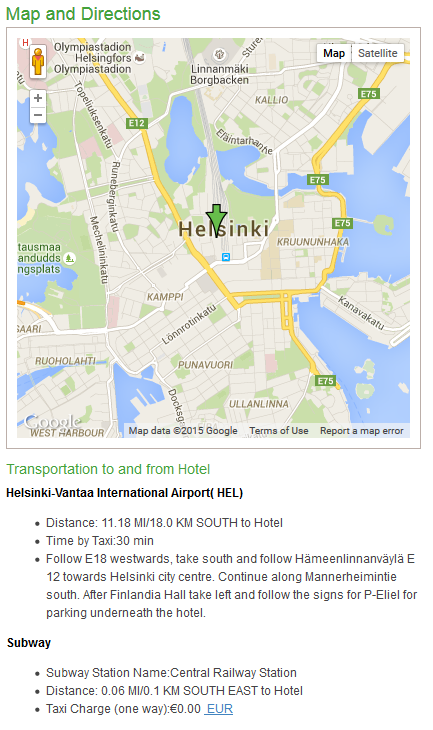 Map and Directions
H
Olympiastadion
Helsingfors
Olympiastadion
Linnanmäki
Borgbacken
Sture
Map
Satellite
+
−
E75
KALLIO
E12
Topeliuksenkatu
Eläintarhantie
Runeberginkatu
E75
Mechelininkatu
E75
Helsinki
KRUUNUNHAKA
tausmaa
andudds
ngsplats
KAMPPI
Lönnrotinkatu
Kanavakatu
SAARI
RUOHOLAHTI
PUNAVUORI
E75
ULLANLINNA
Docksg
Google
WEST HARBOUR
Map data ©2015 Google
Terms of Use
Report a map error
Transportation to and from Hotel
Helsinki-Vantaa International Airport( HEL)
• Distance: 11.18 MI/18.0 KM SOUTH to Hotel
• Time by Taxi:30 min
• Follow E18 westwards, take south and follow Hämeenlinnanväylä E
12 towards Helsinki city centre. Continue along Mannerheimintie
south. After Finlandia Hall take left and follow the signs for P-Eliel for
parking underneath the hotel.
Subway
• Subway Station Name:Central Railway Station
• Distance: 0.06 MI/0.1 KM SOUTH EAST to Hotel
• Taxi Charge (one way):€0.00 EUR